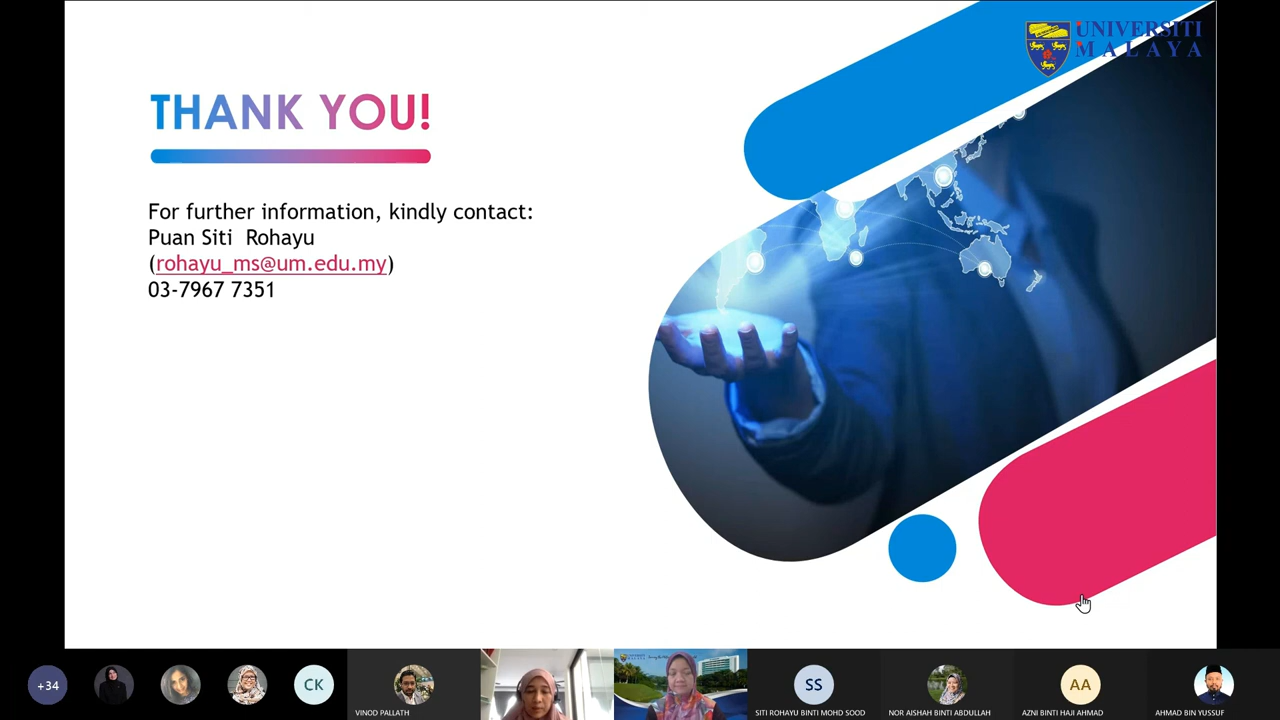 UNIVERSITI
MALAYA
THANK YOU!
For further information, kindly contact:
Puan Siti Rohayu
(rohayu_ms@um.edu.my)
03-7967 7351
+34
CK
VINOD PALLATH
SS
SITI ROHAYU BINTI MOHD SOOD
NOR AISHAH BINTI ABDULLAH
AA
AZNI BINTI HAJI AHMAD
AHMAD BIN YUSSUF